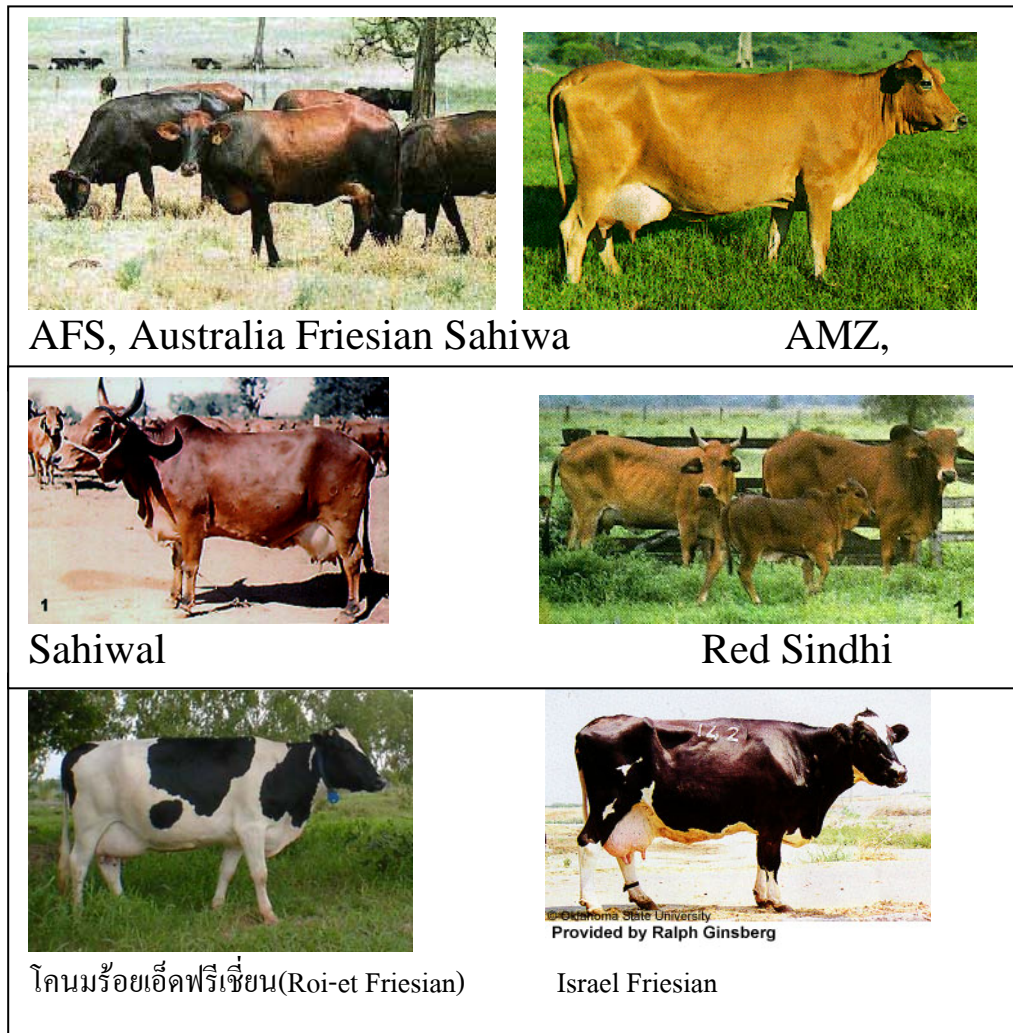 AFS, Australia Friesian Sahiwa
AMZ,
1
1
Sahiwal
Red Sindhi
142
© Oklahoma State University
Provided by Ralph Ginsberg
โคนมร้อยเอ็ดฟรีเชี่ยน(Roi-et Friesian)
Israel Friesian